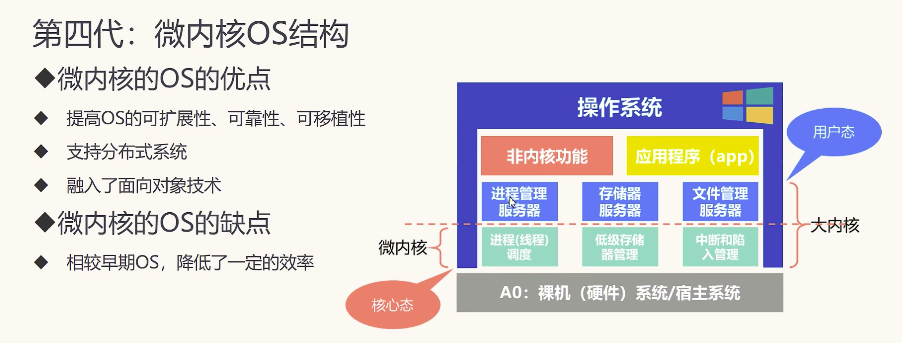 第四代：微内核OS结构
◆微内核的OS的优点
◆ 提高OS的可扩展性、可靠性、可移植性
◆ 支持分布式系统
◆ 融入了面向对象技术
◆微内核的OS的缺点
◆ 相较早期OS，降低了一定的效率
操作系统
用户态
非内核功能
应用程序（app）
进程管理
服务器
存储器
服务器
文件管理
服务器
大内核
微内核
进程(线程)
调度
低级存储
器管理
中断和陷
入管理
核心态
A0：裸机（硬件）系统/宿主系统